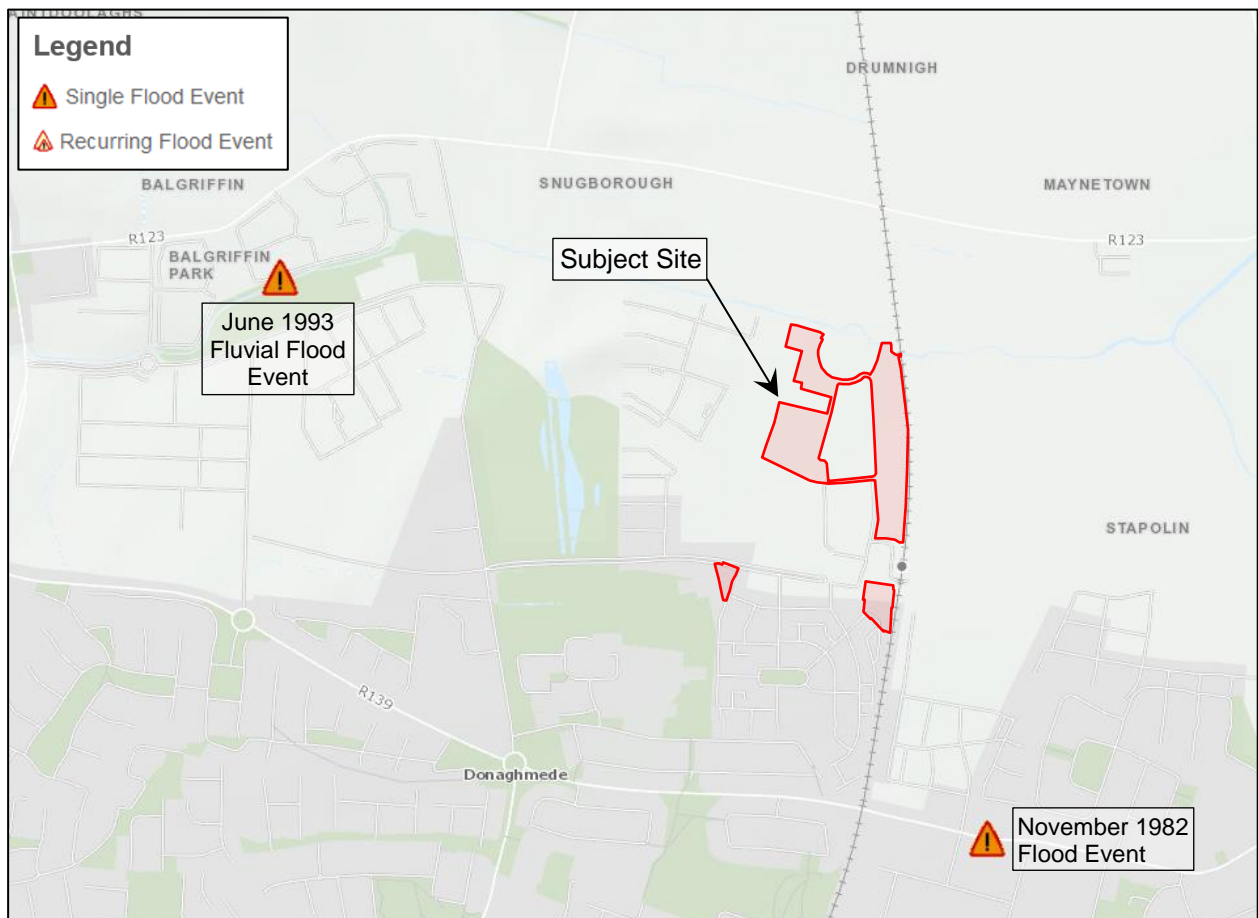 Legend
Single Flood Event
Recurring Flood Event
DRUMNIGH
BALGRIFFIN
SNUGBOROUGH
MAYNETOWN
R123
R123
BALGRIFFIN
PARK
Subject Site
June 1993
Fluvial Flood
Event
STAPOLIN
R139
Donaghmede
November 1982
Flood Event